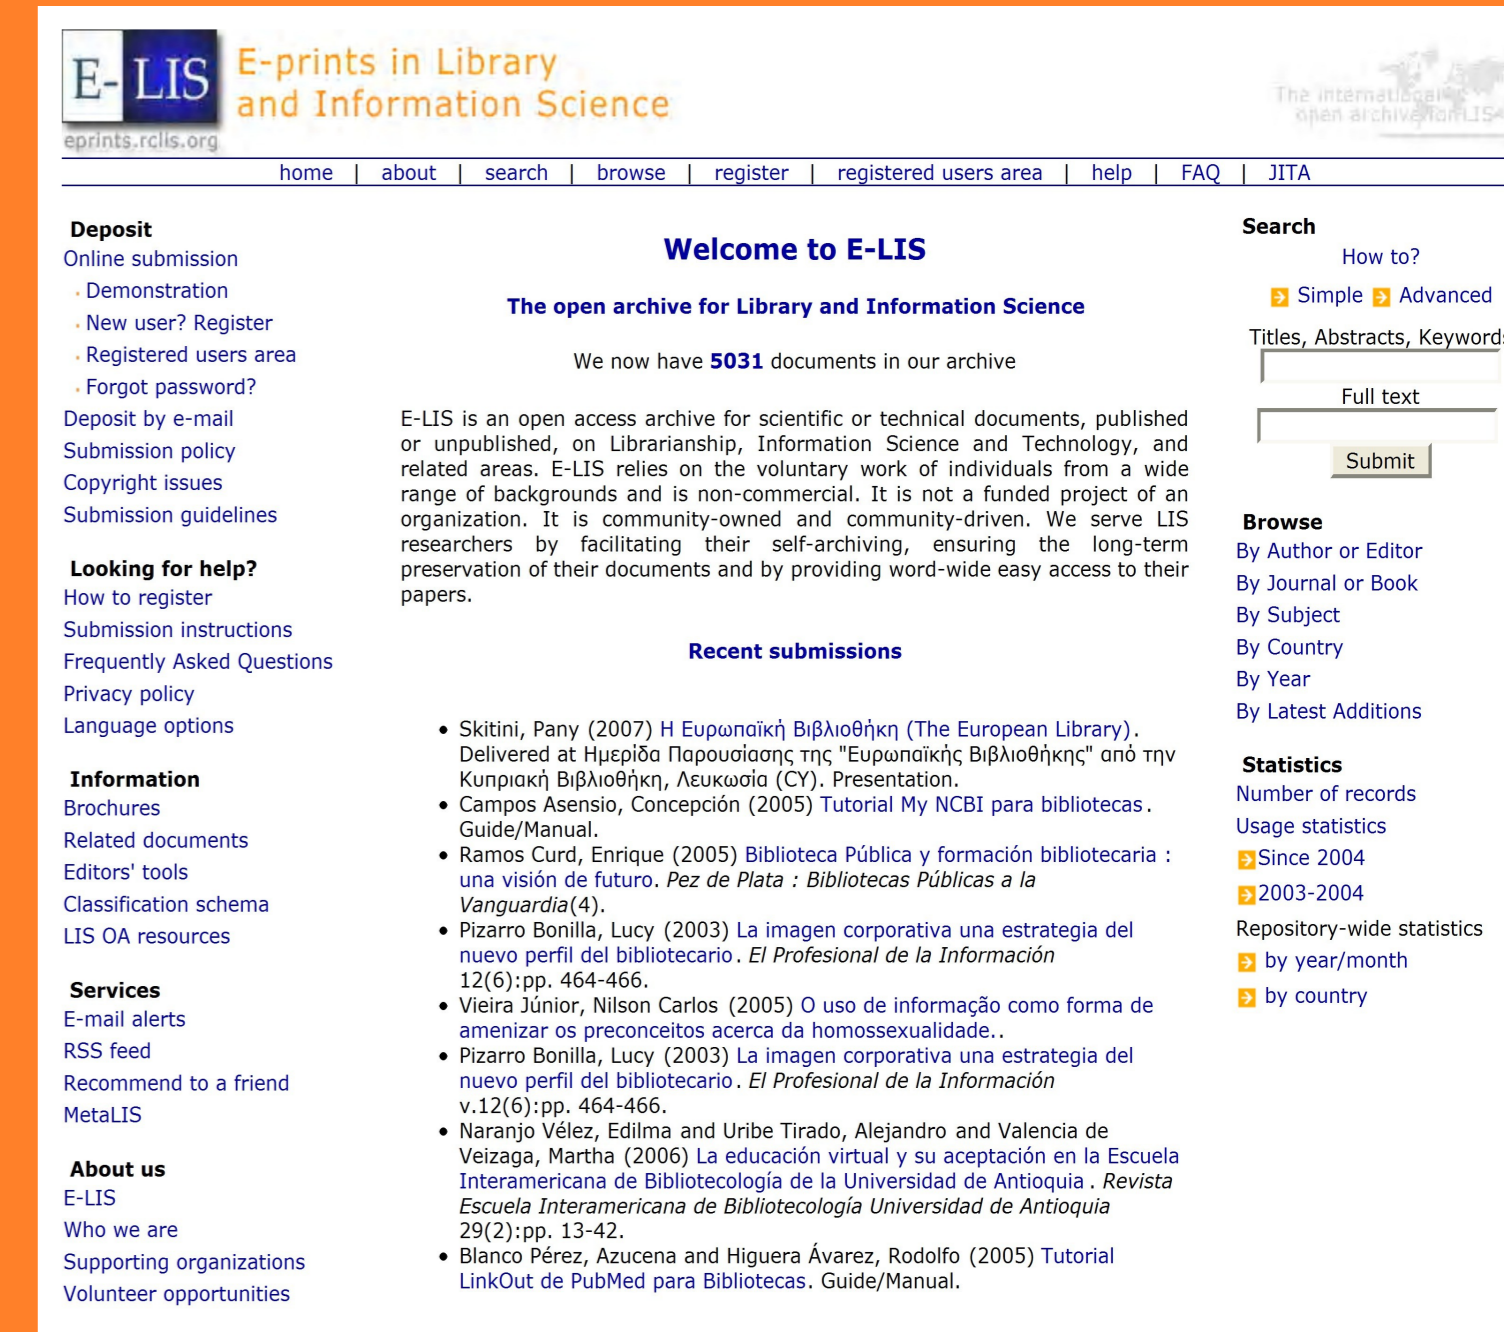 E-LIS
eprints.rclis.org
E-prints in Library
and Information Science
The international
open archive for LIS
home | about | search | browse | register | registered users area | help | FAQ | JITA
Deposit
Online submission
Demonstration
New user? Register
Registered users area
Forgot password?
Deposit by e-mail
Submission policy
Copyright issues
Submission guidelines
Looking for help?
How to register
Submission instructions
Frequently Asked Questions
Privacy policy
Language options
Information
Brochures
Related documents
Editors' tools
Classification schema
LIS OA resources
Services
E-mail alerts
RSS feed
Recommend to a friend
MetaLIS
About us
E-LIS
Who we are
Supporting organizations
Volunteer opportunities
Welcome to E-LIS
The open archive for Library and Information Science
We now have 5031 documents in our archive
E-LIS is an open access archive for scientific or technical documents, published
or unpublished, on Librarianship, Information Science and Technology, and
related areas. E-LIS relies on the voluntary work of individuals from a wide
range of backgrounds and is non-commercial. It is not a funded project of an
organization. It is community-owned and community-driven. We serve LIS
researchers by facilitating their self-archiving, ensuring the long-term
preservation of their documents and by providing word-wide easy access to their
papers.
Recent submissions
• Skitini, Pany (2007) Η Ευρωπαϊκή Βιβλιοθήκη (The European Library).
Delivered at Ημερίδα Παρουσίασης της "Ευρωπαϊκής Βιβλιοθήκης" από την
Κυπριακή Βιβλιοθήκη, Λευκωσία (CY). Presentation.
• Campos Asensio, Concepción (2005) Tutorial My NCBI para bibliotecas.
Guide/Manual.
• Ramos Curd, Enrique (2005) Biblioteca Pública y formación bibliotecaria :
una visión de futuro. Pez de Plata : Bibliotecas Públicas a la
Vanguardia(4).
• Pizarro Bonilla, Lucy (2003) La imagen corporativa una estrategia del
nuevo perfil del bibliotecario. El Profesional de la Información
12(6):pp. 464-466.
• Vieira Júnior, Nilson Carlos (2005) O uso de informação como forma de
amenizar os preconceitos acerca da homossexualidade..
• Pizarro Bonilla, Lucy (2003) La imagen corporativa una estrategia del
nuevo perfil del bibliotecario. El Profesional de la Información
v.12(6):pp. 464-466.
• Naranjo Vélez, Edilma and Uribe Tirado, Alejandro and Valencia de
Veizaga, Martha (2006) La educación virtual y su aceptación en la Escuela
Interamericana de Bibliotecología de la Universidad de Antioquia. Revista
Escuela Interamericana de Bibliotecología Universidad de Antioquia
29(2):pp. 13-42.
• Blanco Pérez, Azucena and Higuera Ávarez, Rodolfo (2005) Tutorial
LinkOut de PubMed para Bibliotecas. Guide/Manual.
Search
How to?
Simple Advanced
Titles, Abstracts, Keywords
Full text
Submit
Browse
By Author or Editor
By Journal or Book
By Subject
By Country
By Year
By Latest Additions
Statistics
Number of records
Usage statistics
Since 2004
2003-2004
Repository-wide statistics
by year/month
by country